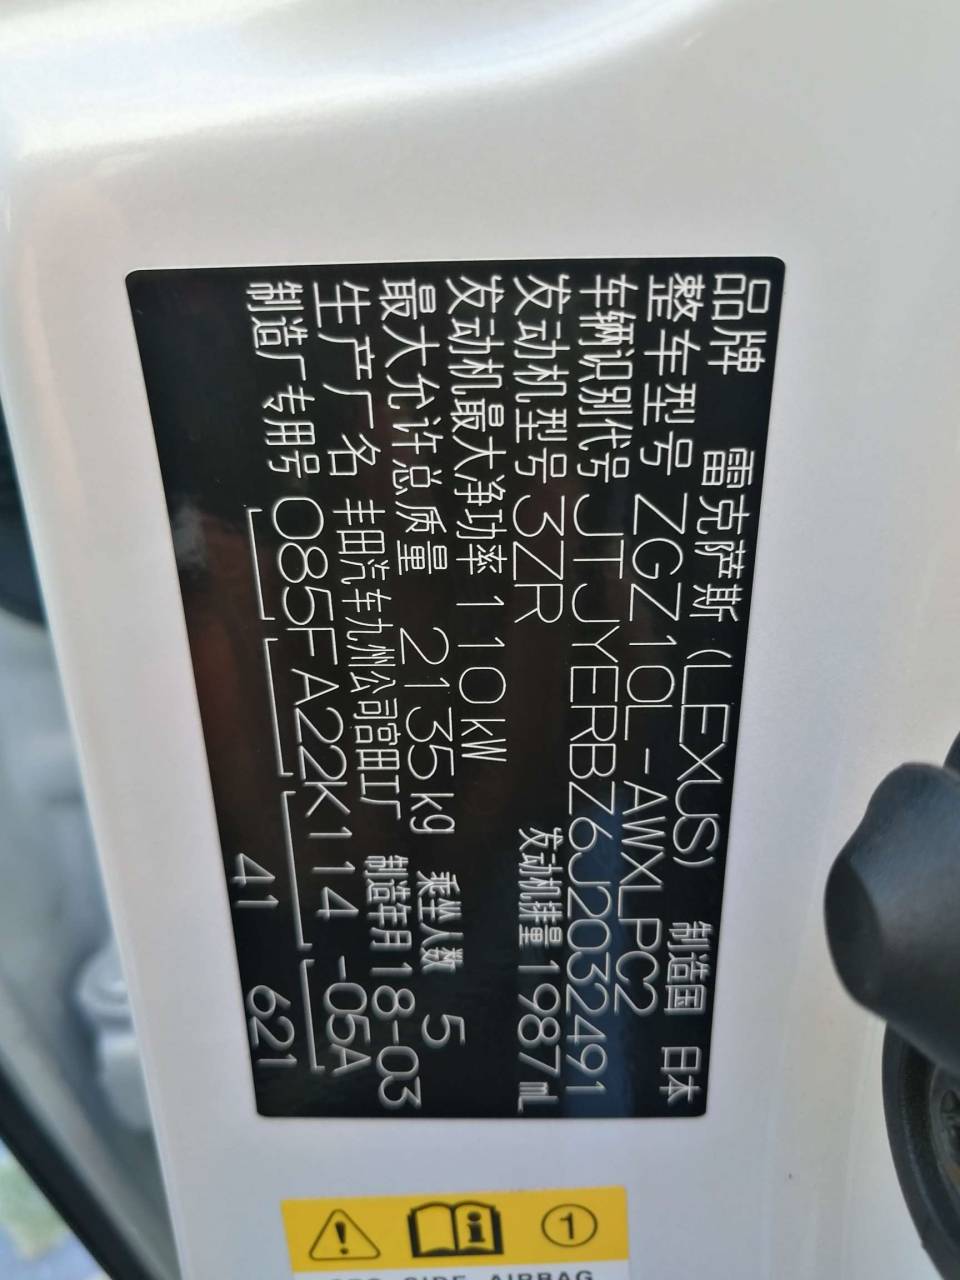 品牌 雷克萨斯 (LEXUS) 制造国 日本
整车型号 ZGZ10L-AWXLPC2
车辆识别代号 JTJYERBZ6J2032491
发动机型号 3ZR 发动机排量 1987mL
发动机最大净功率 110kW
最大允许总质量 2135kg 乘坐人数 5
生产厂名 丰田汽车九州公司宫田工厂 制造年月 18-03
制造厂专用号 085FA22K114-05A
41 621
1
SIDE AIRBAG